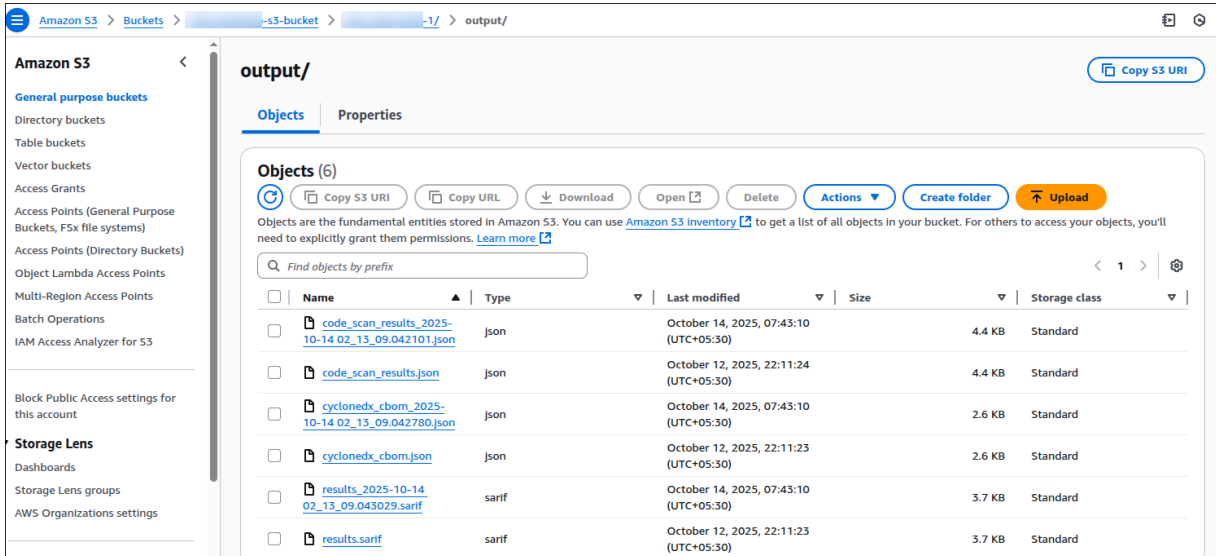 Amazon S3 > Buckets > -s3-bucket > -1/ > output/
Amazon S3
General purpose buckets
Directory buckets
Table buckets
Vector buckets
Access Grants
Access Points (General Purpose
Buckets, FSx file systems)
Access Points (Directory Buckets)
Object Lambda Access Points
Multi-Region Access Points
Batch Operations
IAM Access Analyzer for S3
Block Public Access settings for
this account
Storage Lens
Dashboards
Storage Lens groups
AWS Organizations settings
output/
Copy S3 URI
Objects
Properties
Objects (6)
Copy S3 URI
Copy URL
Download
Open
Delete
Actions
Create folder
Upload
Objects are the fundamental entities stored in Amazon S3. You can use Amazon S3 inventory to get a list of all objects in your bucket. For others to access your objects, you'll
need to explicitly grant them permissions. Learn more
Find objects by prefix
1
Name Type Last modified Size Storage class
code_scan_results_2025-
10-14 02_13_09.042101.json
json
October 14, 2025, 07:43:10
(UTC+05:30)
4.4 KB
Standard
code_scan_results.json
json
October 12, 2025, 22:11:24
(UTC+05:30)
4.4 KB
Standard
cyclonedx_cbom_2025-
10-14 02_13_09.042780.json
json
October 14, 2025, 07:43:10
(UTC+05:30)
2.6 KB
Standard
cyclonedx_cbom.json
json
October 12, 2025, 22:11:23
(UTC+05:30)
2.6 KB
Standard
results_2025-10-14
02_13_09.043029.sarif
sarif
October 14, 2025, 07:43:10
(UTC+05:30)
3.7 KB
Standard
results.sarif
sarif
October 12, 2025, 22:11:23
(UTC+05:30)
3.7 KB
Standard